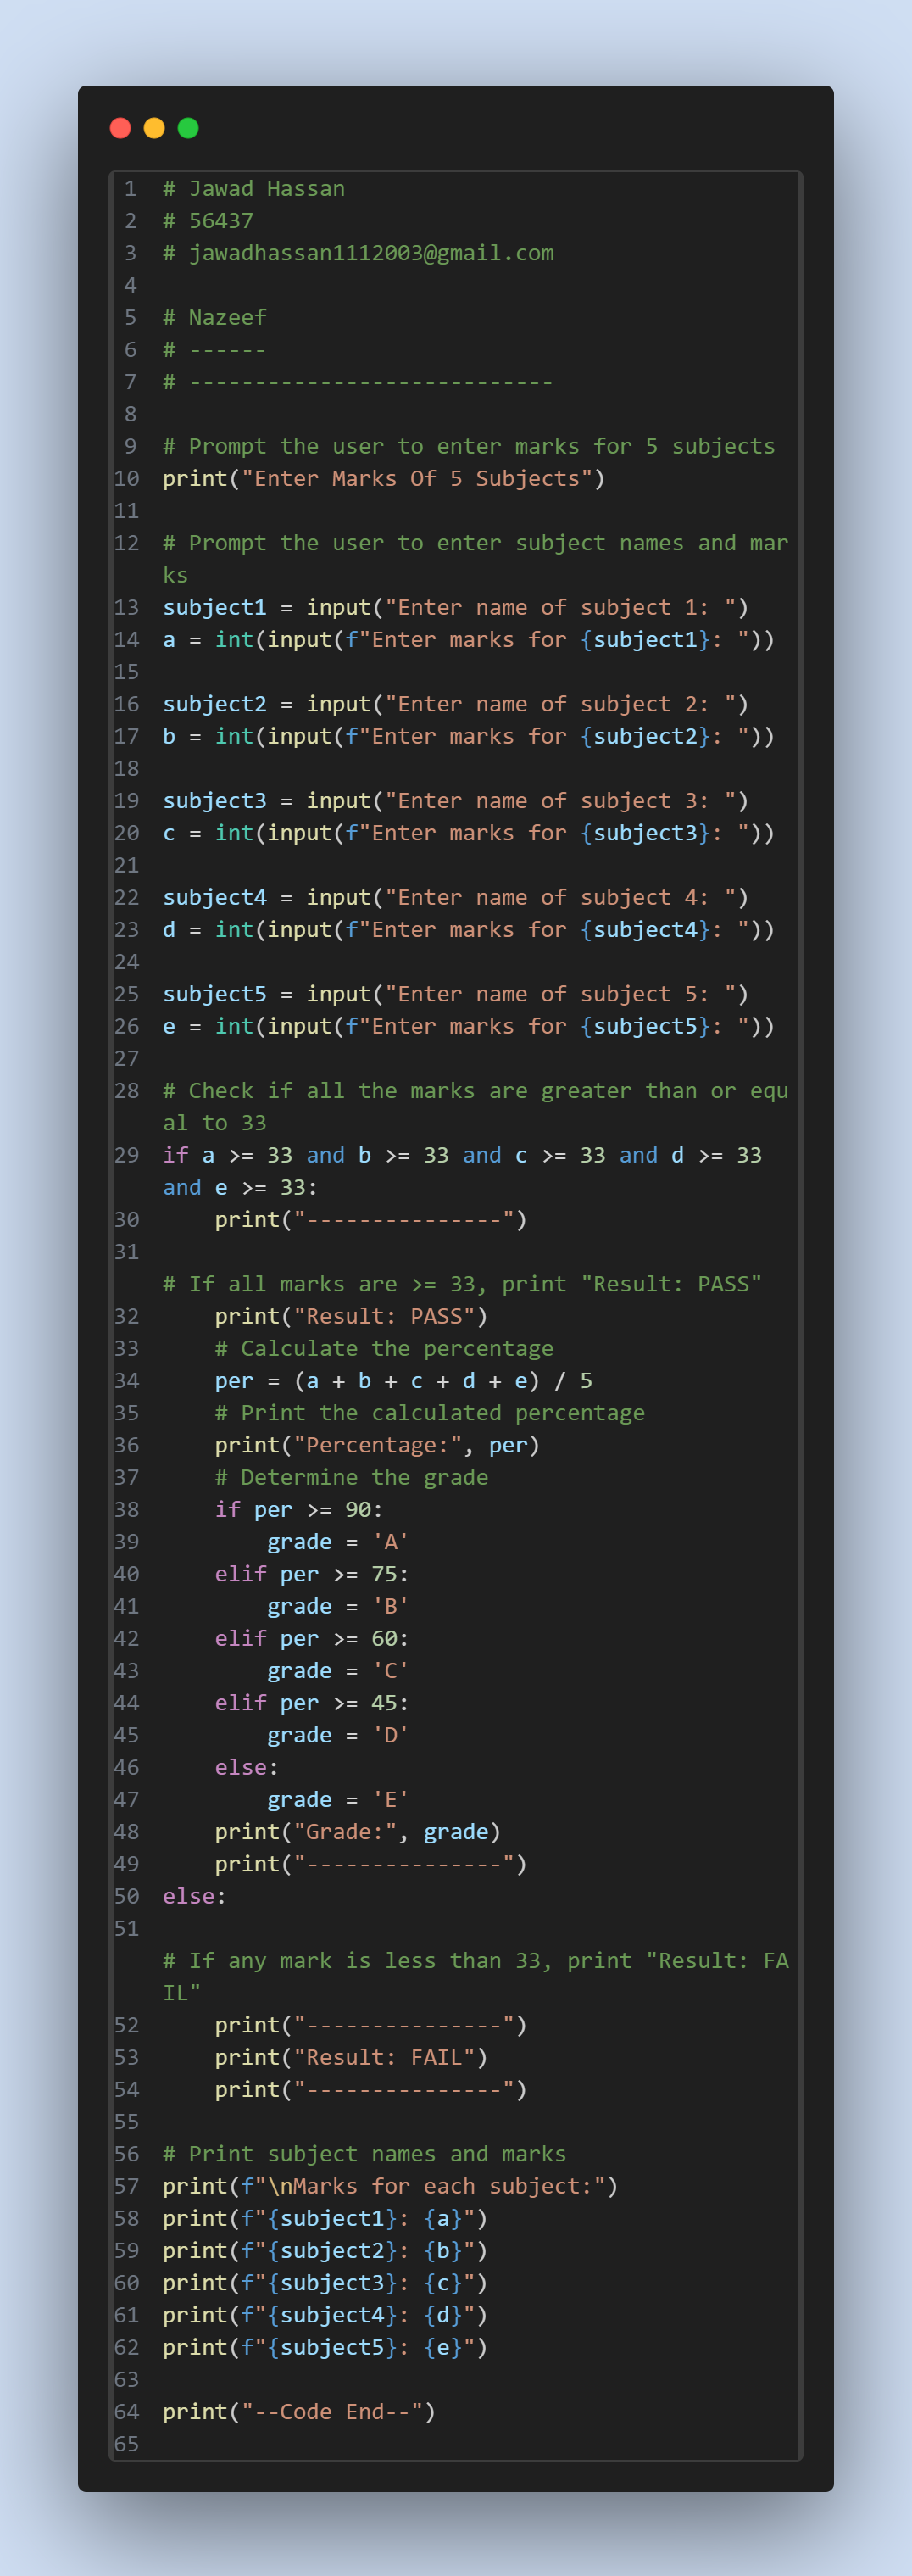 1 # Jawad Hassan
2 # 56437
3 # jawadhassan1112003@gmail.com
4
5 # Nazeef
6 # ------
7 # ----------------------------
8
9 # Prompt the user to enter marks for 5 subjects
10 print("Enter Marks Of 5 Subjects")
11
12 # Prompt the user to enter subject names and mar
ks
13 subject1 = input("Enter name of subject 1: ")
14 a = int(input(f"Enter marks for {subject1}: "))
15
16 subject2 = input("Enter name of subject 2: ")
17 b = int(input(f"Enter marks for {subject2}: "))
18
19 subject3 = input("Enter name of subject 3: ")
20 c = int(input(f"Enter marks for {subject3}: "))
21
22 subject4 = input("Enter name of subject 4: ")
23 d = int(input(f"Enter marks for {subject4}: "))
24
25 subject5 = input("Enter name of subject 5: ")
26 e = int(input(f"Enter marks for {subject5}: "))
27
28 # Check if all the marks are greater than or equ
al to 33
29 if a >= 33 and b >= 33 and c >= 33 and d >= 33
and e >= 33:
30     print("---------------")
31
# If all marks are >= 33, print "Result: PASS"
32     print("Result: PASS")
33     # Calculate the percentage
34     per = (a + b + c + d + e) / 5
35     # Print the calculated percentage
36     print("Percentage:", per)
37     # Determine the grade
38     if per >= 90:
39         grade = 'A'
40     elif per >= 75:
41         grade = 'B'
42     elif per >= 60:
43         grade = 'C'
44     elif per >= 45:
45         grade = 'D'
46     else:
47         grade = 'E'
48     print("Grade:", grade)
49     print("---------------")
50 else:
51
# If any mark is less than 33, print "Result: FA
IL"
52     print("---------------")
53     print("Result: FAIL")
54     print("---------------")
55
56 # Print subject names and marks
57 print(f"\nMarks for each subject:")
58 print(f"{subject1}: {a}")
59 print(f"{subject2}: {b}")
60 print(f"{subject3}: {c}")
61 print(f"{subject4}: {d}")
62 print(f"{subject5}: {e}")
63
64 print("--Code End--")
65